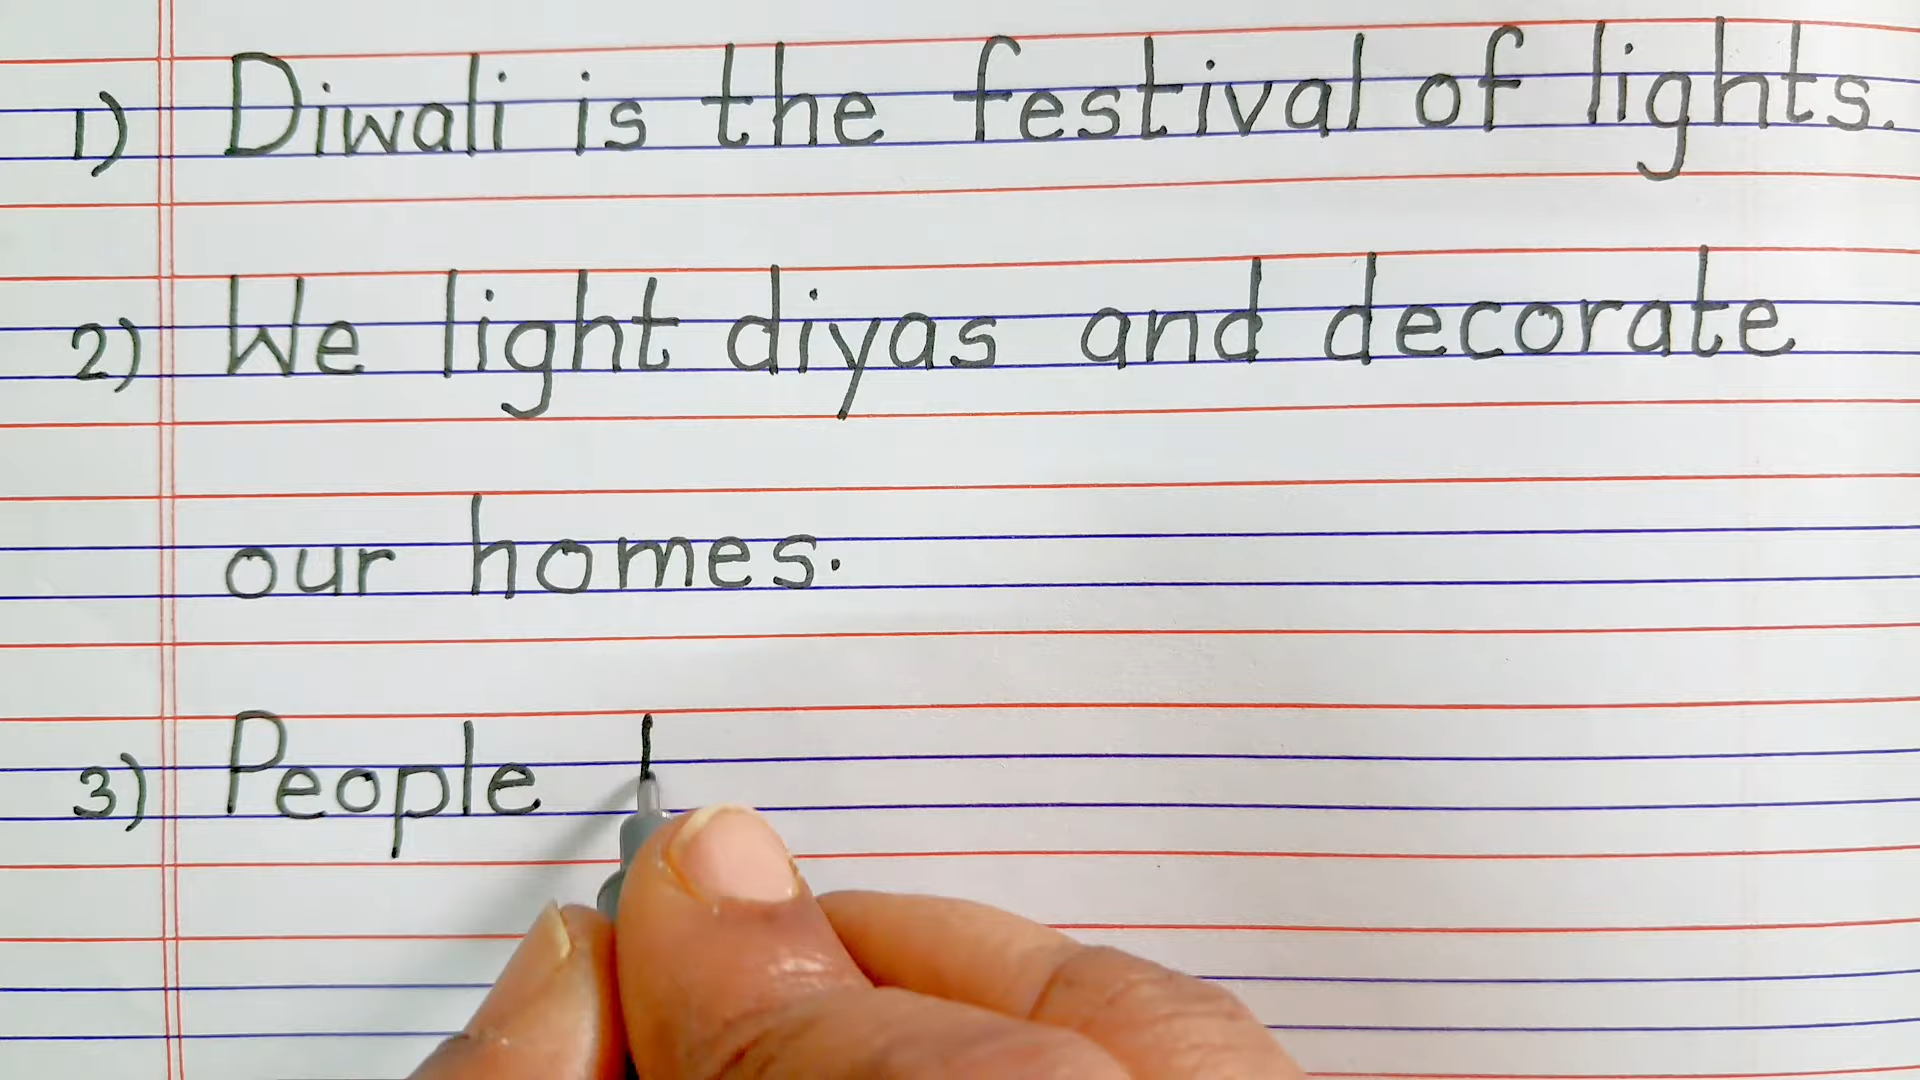 1) Diwali is the festival of lights.
2) We light diyas and decorate
our homes.
3) People